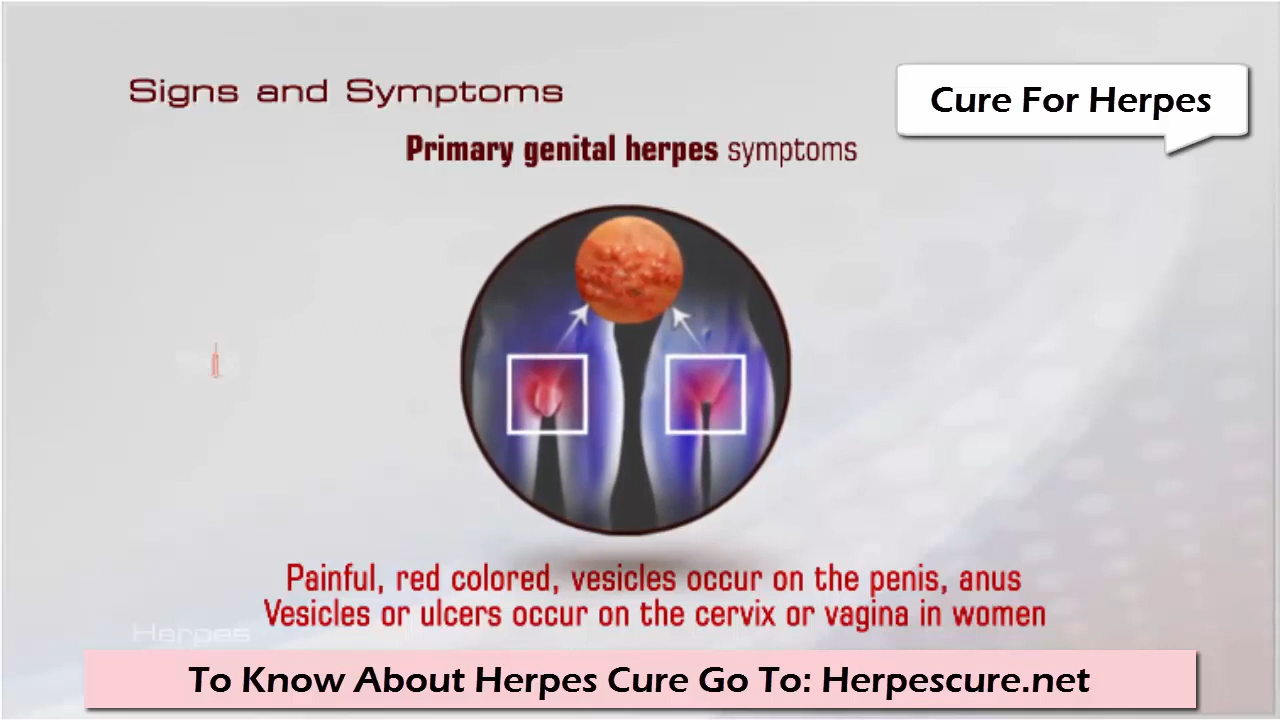 Signs and Symptoms
Cure For Herpes
Primary genital herpes symptoms
Painful, red colored, vesicles occur on the penis, anus
Vesicles or ulcers occur on the cervix or vagina in women
Herpes
To Know About Herpes Cure Go To: Herpescure.net